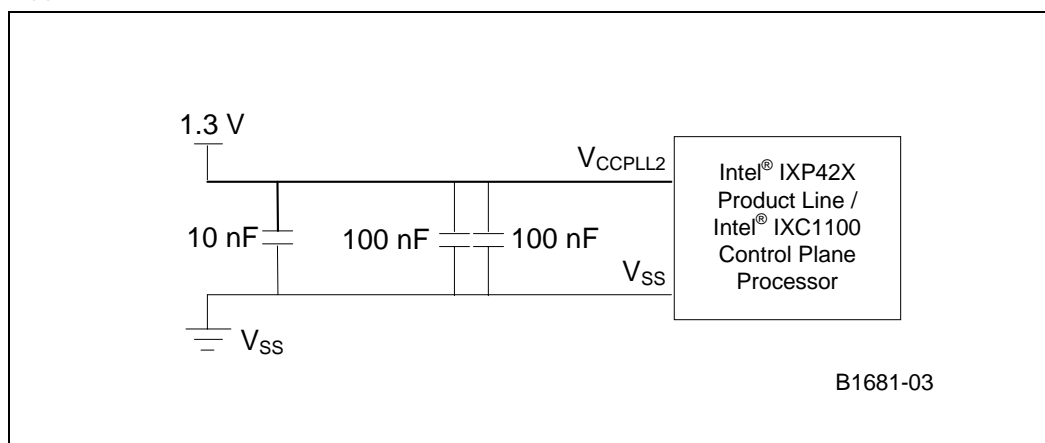 1.3 V
V_CCPLL2
10 nF
100 nF
100 nF
V_SS
V_SS
Intel® IXP42X
Product Line /
Intel® IXC1100
Control Plane
Processor
B1681-03